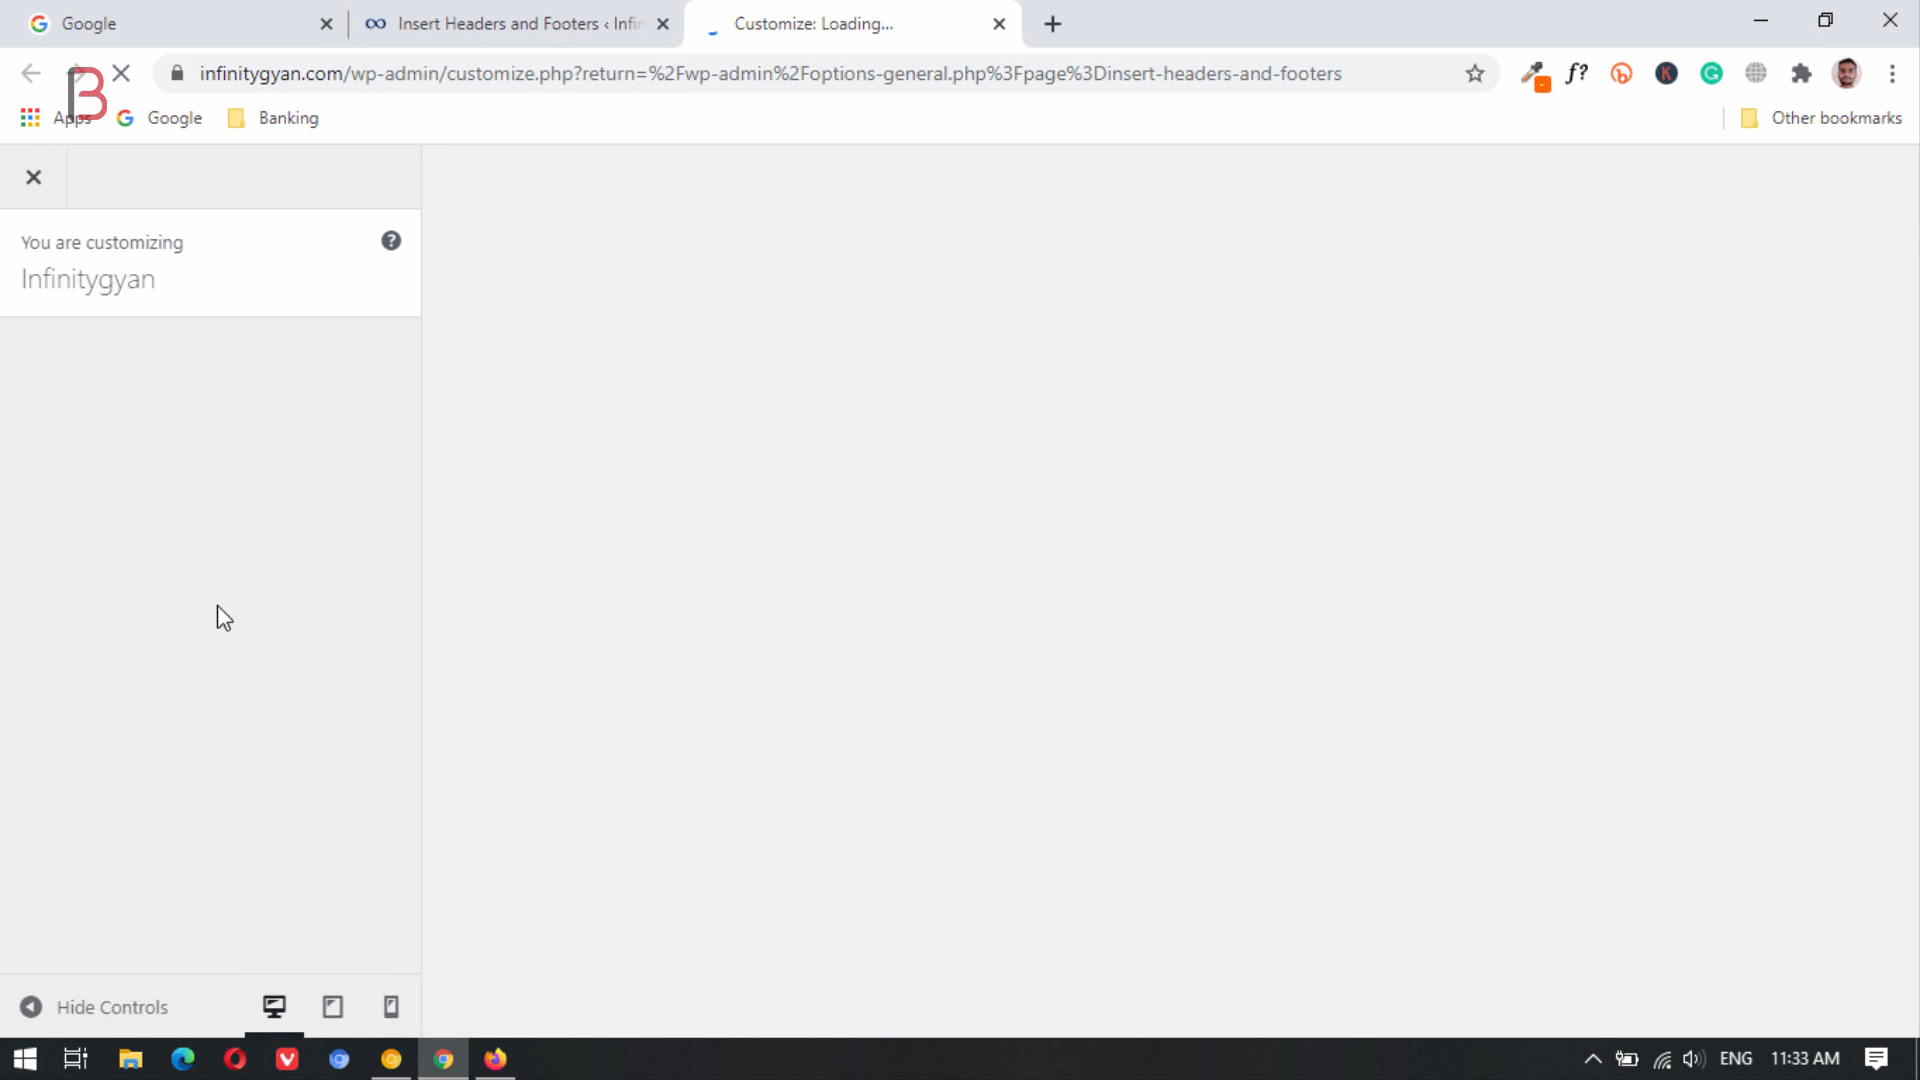 Google
Insert Headers and Footers ‹ Infin
Customize: Loading...
infinitygyan.com/wp-admin/customize.php?return=%2Fwp-admin%2Foptions-general.php%3Fpage%3Dinsert-headers-and-footers
f?
Apps
Google
Banking
Other bookmarks
You are customizing
Infinitygyan
Hide Controls
ENG
11:33 AM